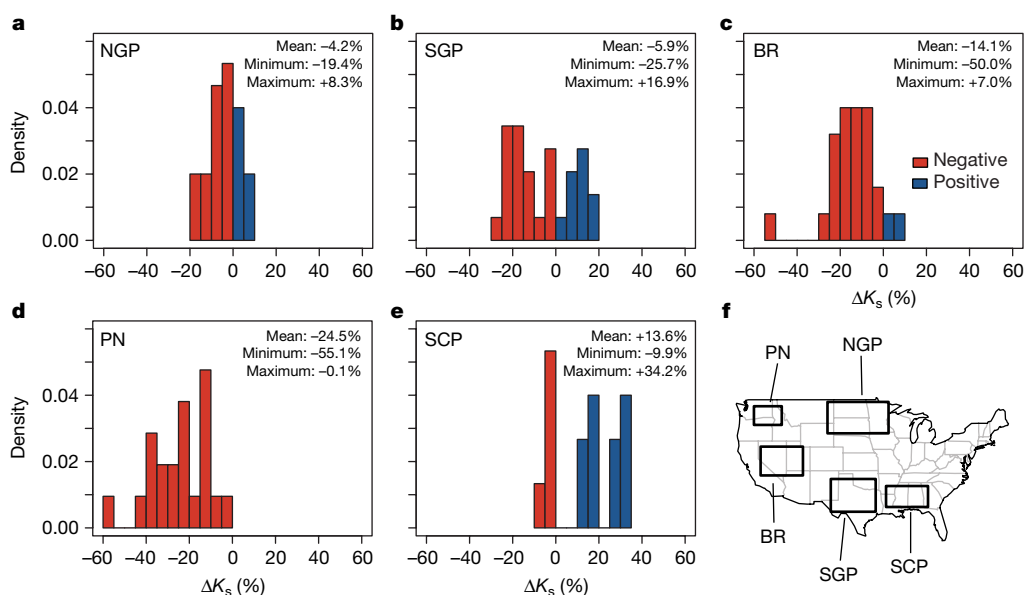 a
NGP
Mean: –4.2%
Minimum: –19.4%
Maximum: +8.3%
Density
0.04
0.02
0.00
–60 –40 –20 0 20 40 60
b
SGP
Mean: –5.9%
Minimum: –25.7%
Maximum: +16.9%
–60 –40 –20 0 20 40 60
c
BR
Mean: –14.1%
Minimum: –50.0%
Maximum: +7.0%
Negative
Positive
–60 –40 –20 0 20 40 60
ΔKs (%)
d
PN
Mean: –24.5%
Minimum: –55.1%
Maximum: –0.1%
Density
0.04
0.02
0.00
–60 –40 –20 0 20 40 60
ΔKs (%)
e
SCP
Mean: +13.6%
Minimum: –9.9%
Maximum: +34.2%
–60 –40 –20 0 20 40 60
ΔKs (%)
f
PN
NGP
BR
SGP
SCP